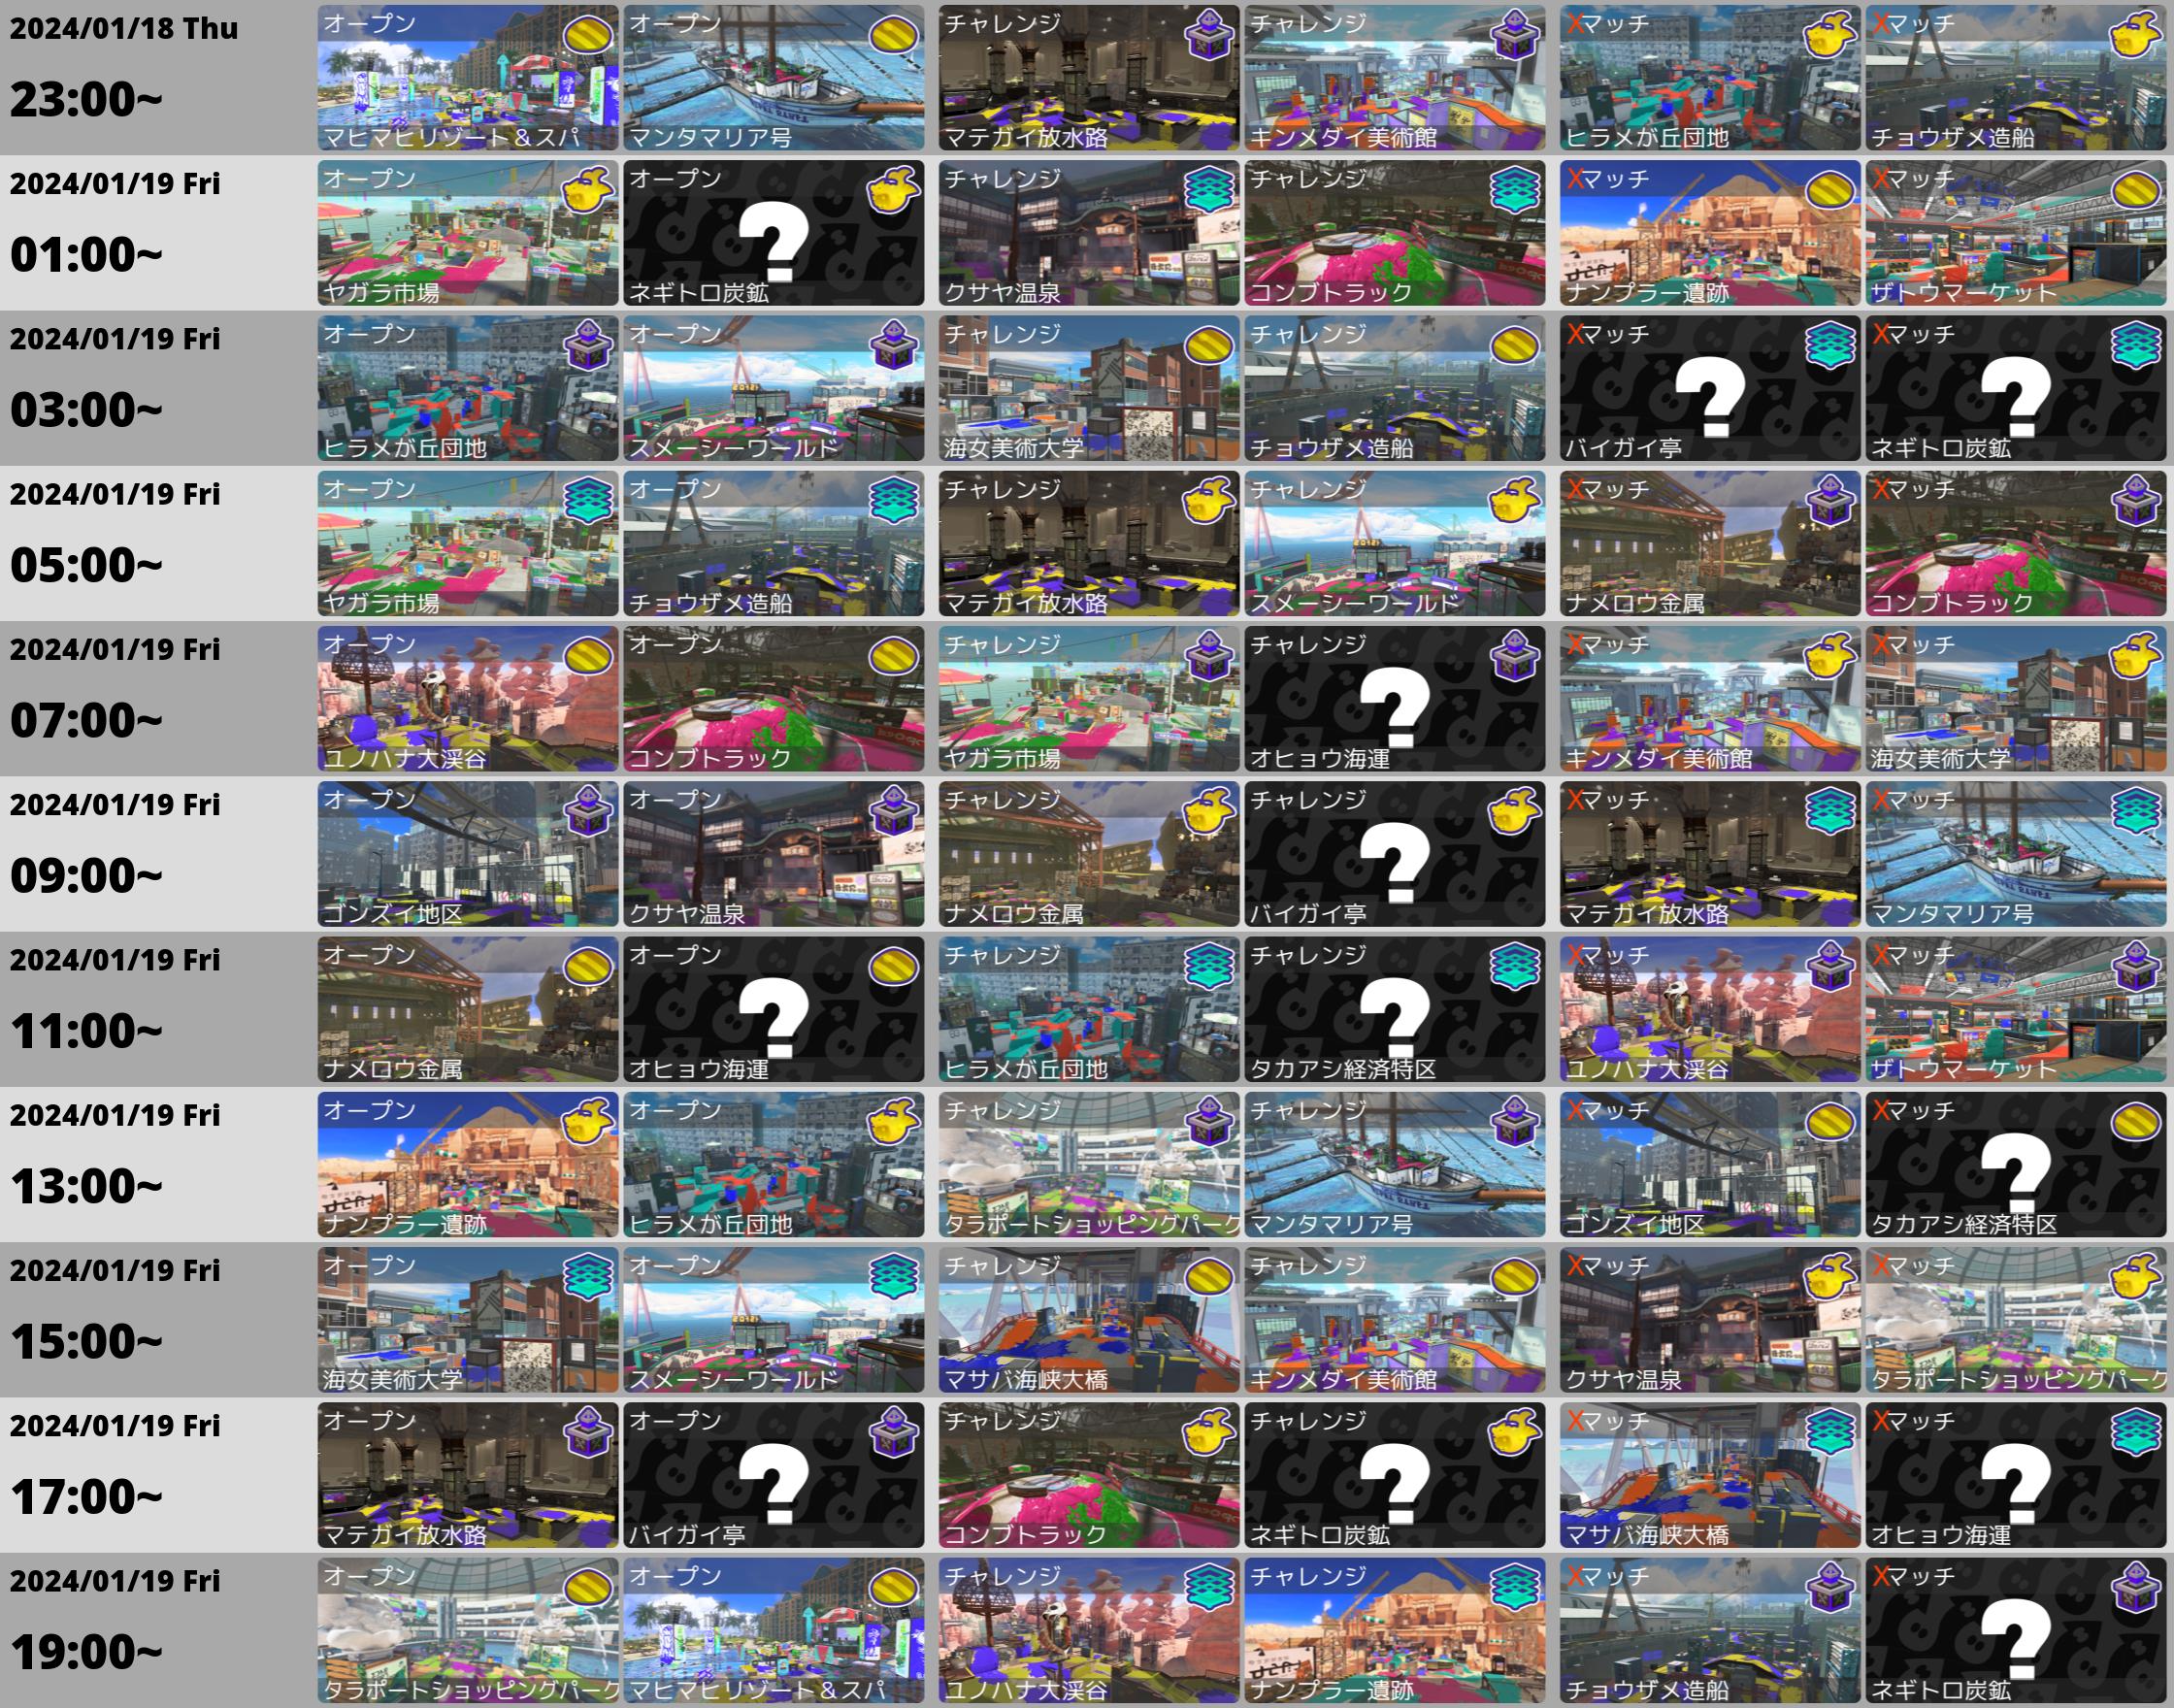 2024/01/18 Thu
23:00~
オープン オープン チャレンジ チャレンジ Xマッチ Xマッチ
マヒマヒリゾート&スパ マンタマリア号 マテガイ放水路 キンメダイ美術館 ヒラメが丘団地 チョウザメ造船
2024/01/19 Fri
01:00~
オープン オープン チャレンジ チャレンジ Xマッチ Xマッチ
ヤガラ市場 ネギトロ炭鉱 クサヤ温泉 コンブトラック ナンプラー遺跡 ザトウマーケット
2024/01/19 Fri
03:00~
オープン オープン チャレンジ チャレンジ Xマッチ Xマッチ
ヒラメが丘団地 スメーシーワールド 海女美術大学 チョウザメ造船 バイガイ亭 ネギトロ炭鉱
2024/01/19 Fri
05:00~
オープン オープン チャレンジ チャレンジ Xマッチ Xマッチ
ヤガラ市場 チョウザメ造船 マテガイ放水路 スメーシーワールド ナメロウ金属 コンブトラック
2024/01/19 Fri
07:00~
オープン オープン チャレンジ チャレンジ Xマッチ Xマッチ
ユノハナ大渓谷 コンブトラック ヤガラ市場 オヒョウ海運 キンメダイ美術館 海女美術大学
2024/01/19 Fri
09:00~
オープン オープン チャレンジ チャレンジ Xマッチ Xマッチ
ゴンズイ地区 クサヤ温泉 ナメロウ金属 バイガイ亭 マテガイ放水路 マンタマリア号
2024/01/19 Fri
11:00~
オープン オープン チャレンジ チャレンジ Xマッチ Xマッチ
ナメロウ金属 オヒョウ海運 ヒラメが丘団地 タカアシ経済特区 ユノハナ大渓谷 ザトウマーケット
2024/01/19 Fri
13:00~
オープン オープン チャレンジ チャレンジ Xマッチ Xマッチ
ナンプラー遺跡 ヒラメが丘団地 タラポートショッピングパーク マンタマリア号 ゴンズイ地区 タカアシ経済特区
2024/01/19 Fri
15:00~
オープン オープン チャレンジ チャレンジ Xマッチ Xマッチ
海女美術大学 スメーシーワールド マサバ海峡大橋 キンメダイ美術館 クサヤ温泉 タラポートショッピングパーク
2024/01/19 Fri
17:00~
オープン オープン チャレンジ チャレンジ Xマッチ Xマッチ
マテガイ放水路 バイガイ亭 コンブトラック ネギトロ炭鉱 マサバ海峡大橋 オヒョウ海運
2024/01/19 Fri
19:00~
オープン オープン チャレンジ チャレンジ Xマッチ Xマッチ
タラポートショッピングパーク マヒマヒリゾート&スパ ユノハナ大渓谷 ナンプラー遺跡 チョウザメ造船 ネギトロ炭鉱